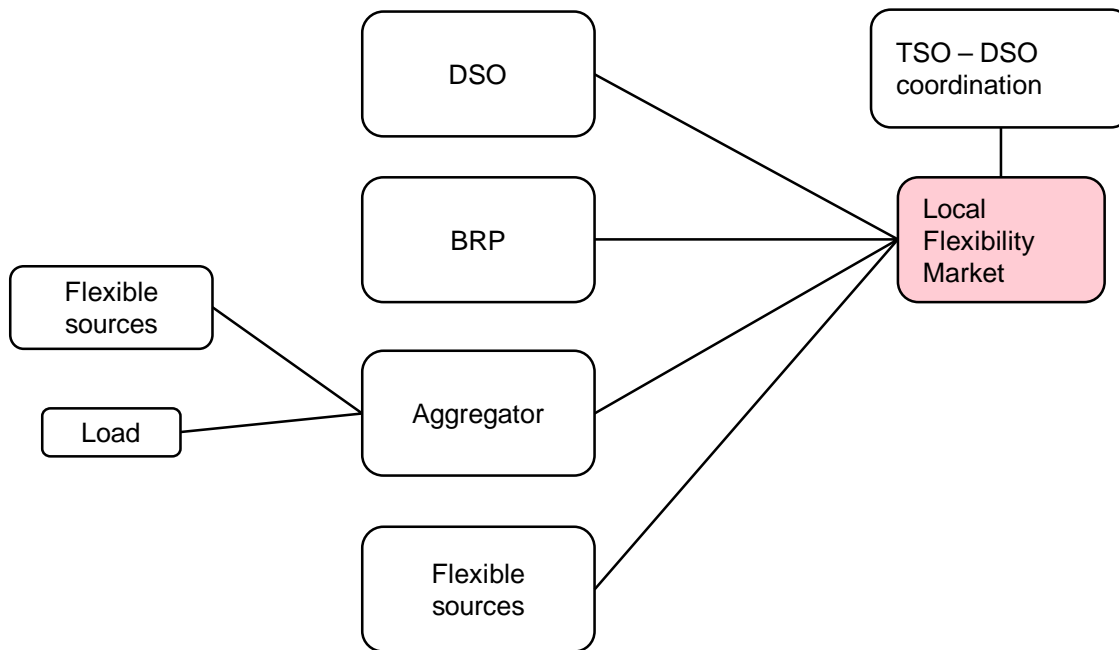 DSO
TSO – DSO
coordination
BRP
Local
Flexibility
Market
Flexible
sources
Aggregator
Load
Flexible
sources